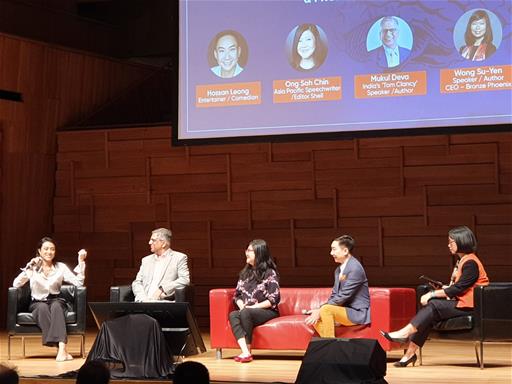 Hossan Leong
Entertainer / Comedian
Ong Soh Chin
Asia Pacific Speechwriter
/Editor Shell
Mukul Deva
India's "Tom Clancy"
Speaker /Author
Wong Su-Yen
Speaker / Author
CEO – Bronze Phoenix